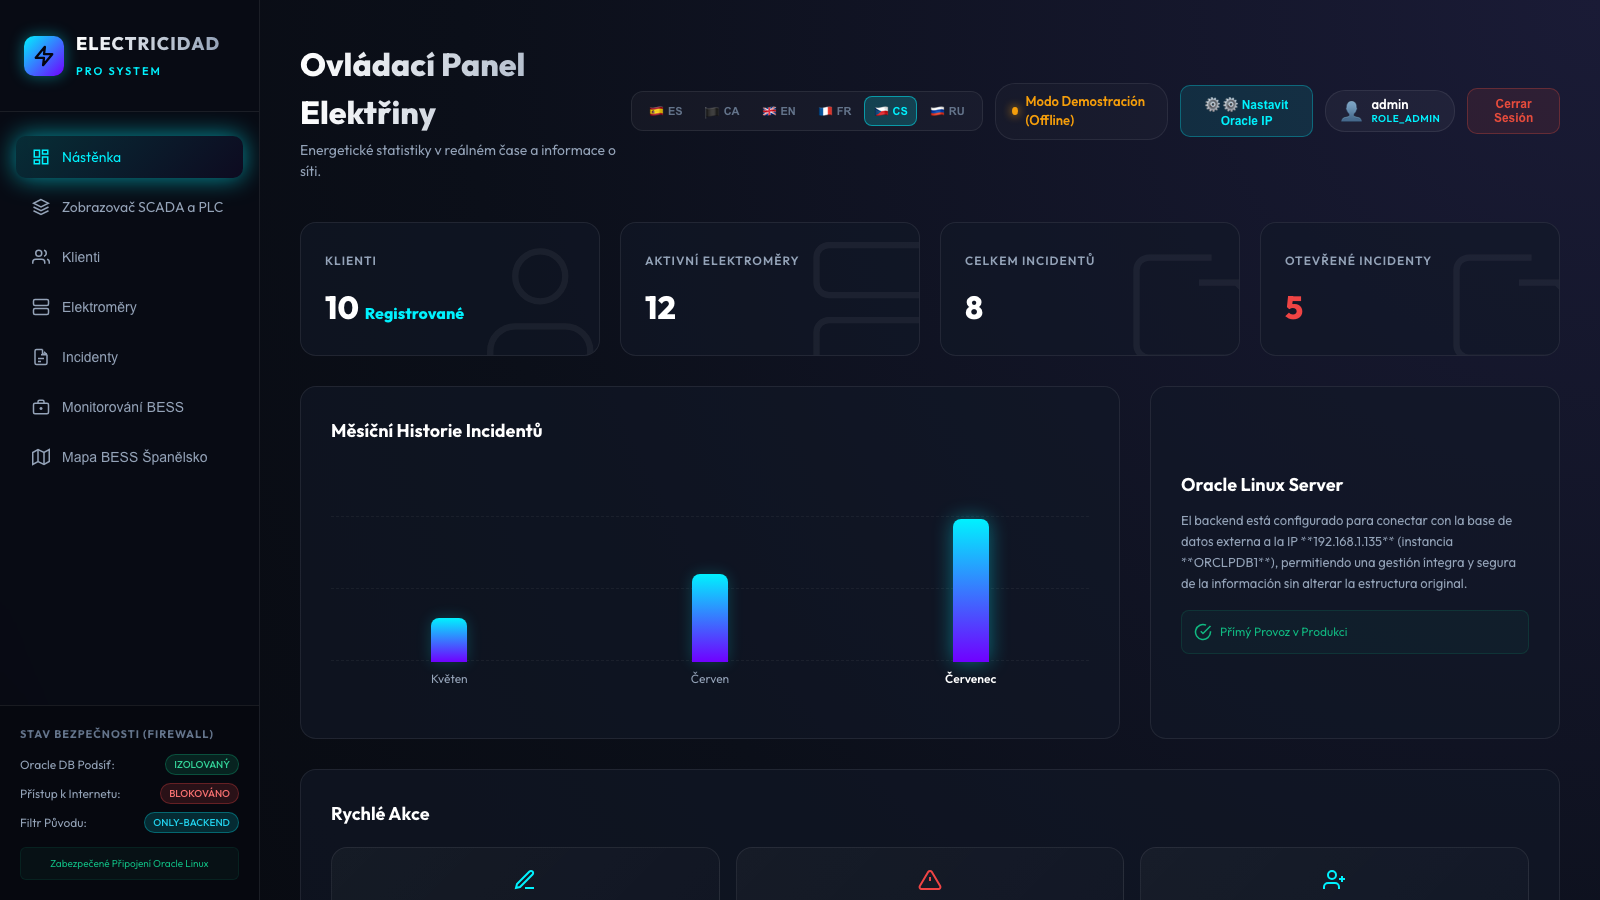 ELECTRICIDAD
PRO SYSTEM
Nástěnka
Zobrazovač SCADA a PLC
Klienti
Elektroměry
Incidenty
Monitorování BESS
Mapa BESS Španělsko
STAV BEZPEČNOSTI (FIREWALL)
Oracle DB Podsíť: IZOLOVANÝ
Přístup k Internetu: BLOKOVÁNO
Filtr Původu: ONLY-BACKEND
Zabezpečené Připojení Oracle Linux
Ovládací Panel
Elektřiny
Energetické statistiky v reálném čase a informace o
síti.
ES CA EN FR CS RU
Modo Demostración
(Offline)
Nastavit
Oracle IP
admin
ROLE_ADMIN
Cerrar
Sesión
KLIENTI
10 Registrované
AKTIVNÍ ELEKTROMĚRY
12
CELKEM INCIDENTŮ
8
OTEVŘENÉ INCIDENTY
5
Měsíční Historie Incidentů
Květen
Červen
Červenec
Oracle Linux Server
El backend está configurado para conectar con la base de
datos externa a la IP **192.168.1.135** (instancia
**ORCLPDB1**), permitiendo una gestión íntegra y segura
de la información sin alterar la estructura original.
Přímý Provoz v Produkci
Rychlé Akce